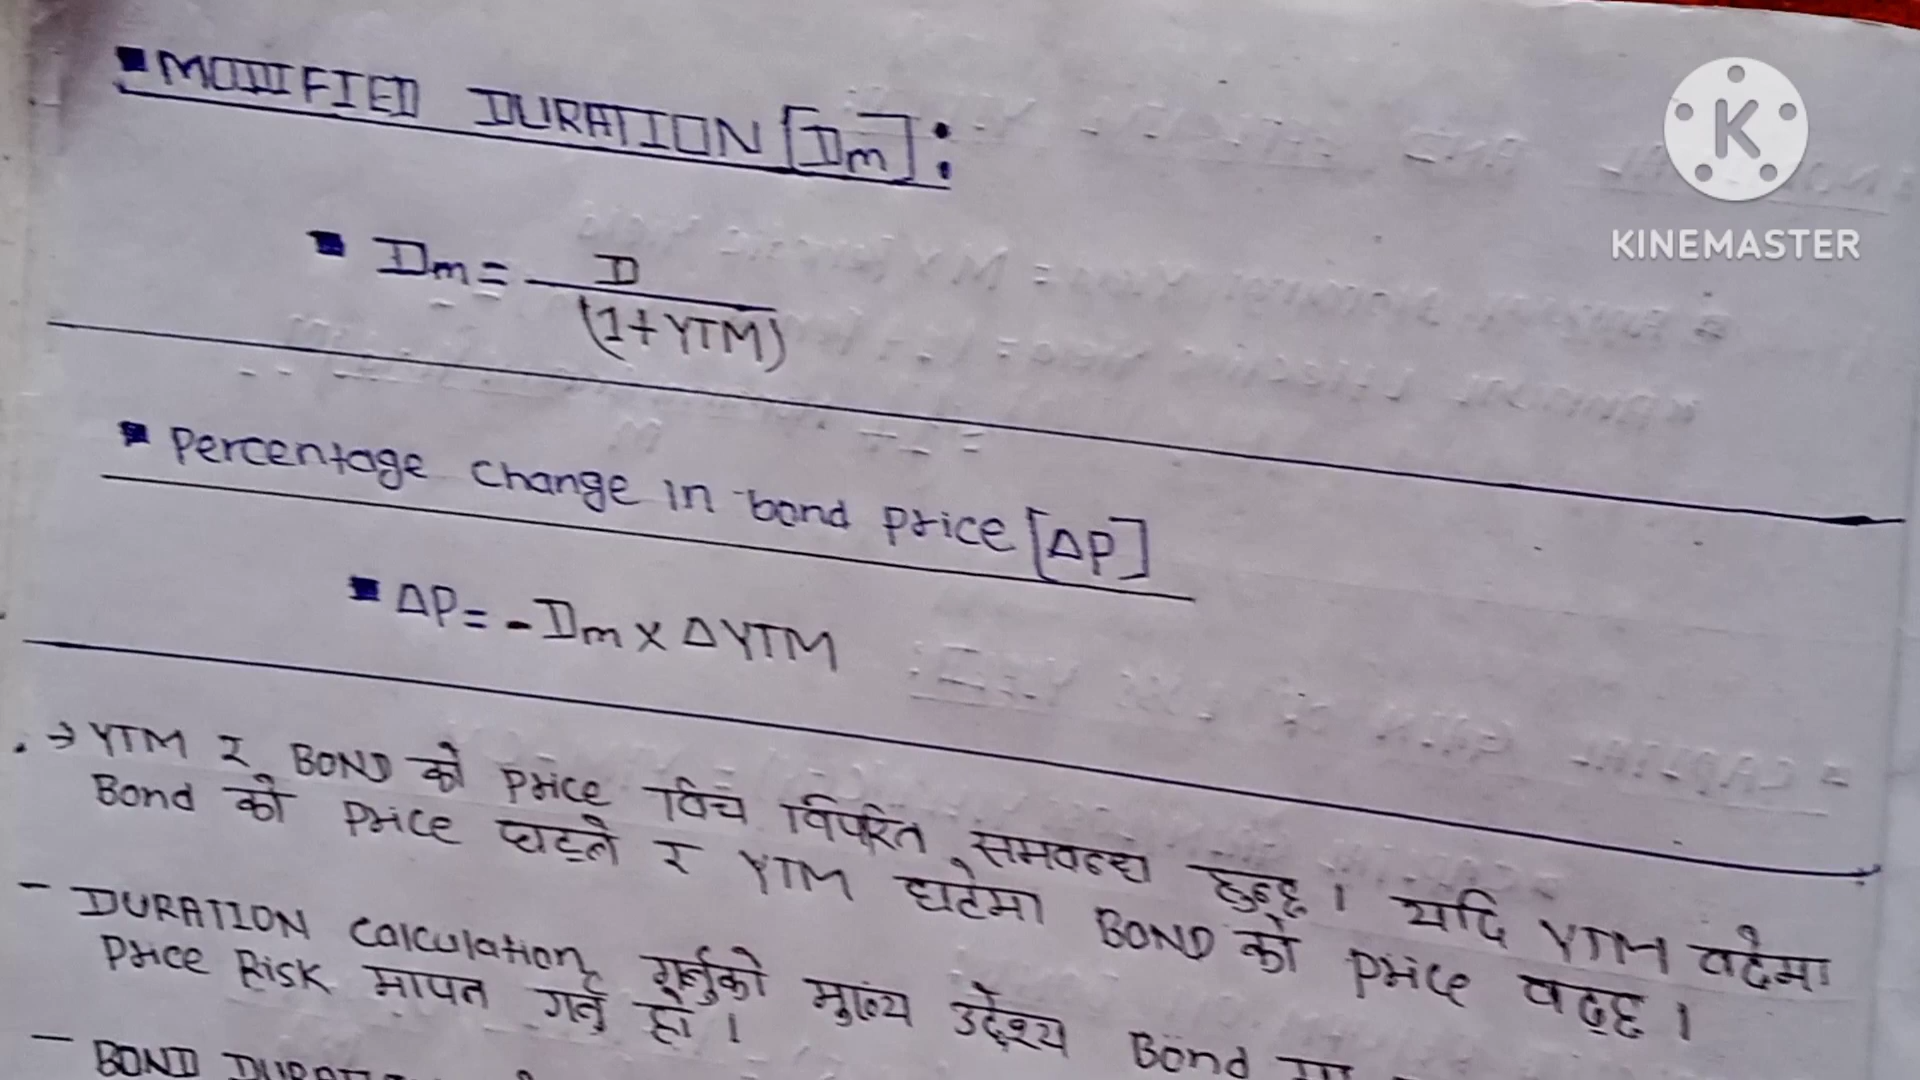 MODIFIED DURATION [Dm]:
KINEMASTER
Dm = D
(1+YTM)
Percentage change in bond price [ΔP]
ΔP = - Dm x ΔYTM
→ YTM र BOND को Price विच विपरित समवन्ध हुन्छ । यदि YTM बढेमा
Bond को Price घट्ने र YTM घटेमा BOND को Price बढ्छ ।
- DURATION calculation गर्नुको मुख्य उद्देश्य Bond मा
Price Risk मापन गर्नु हो ।
- BOND